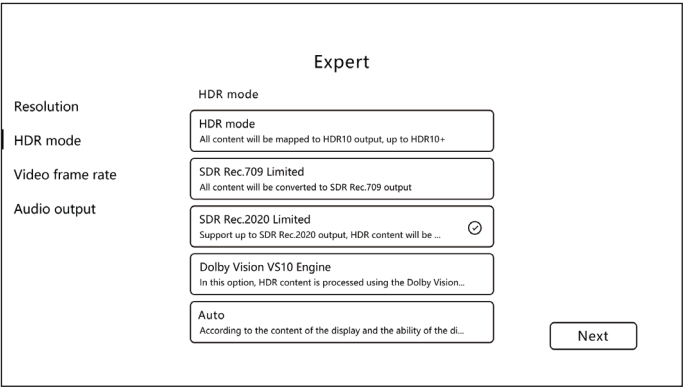 Expert
Resolution
HDR mode
Video frame rate
Audio output
HDR mode
HDR mode
All content will be mapped to HDR10 output, up to HDR10+
SDR Rec.709 Limited
All content will be converted to SDR Rec.709 output
SDR Rec.2020 Limited
Support up to SDR Rec.2020 output, HDR content will be ...
Dolby Vision VS10 Engine
In this option, HDR content is processed using the Dolby Vision...
Auto
According to the content of the display and the ability of the di...
Next